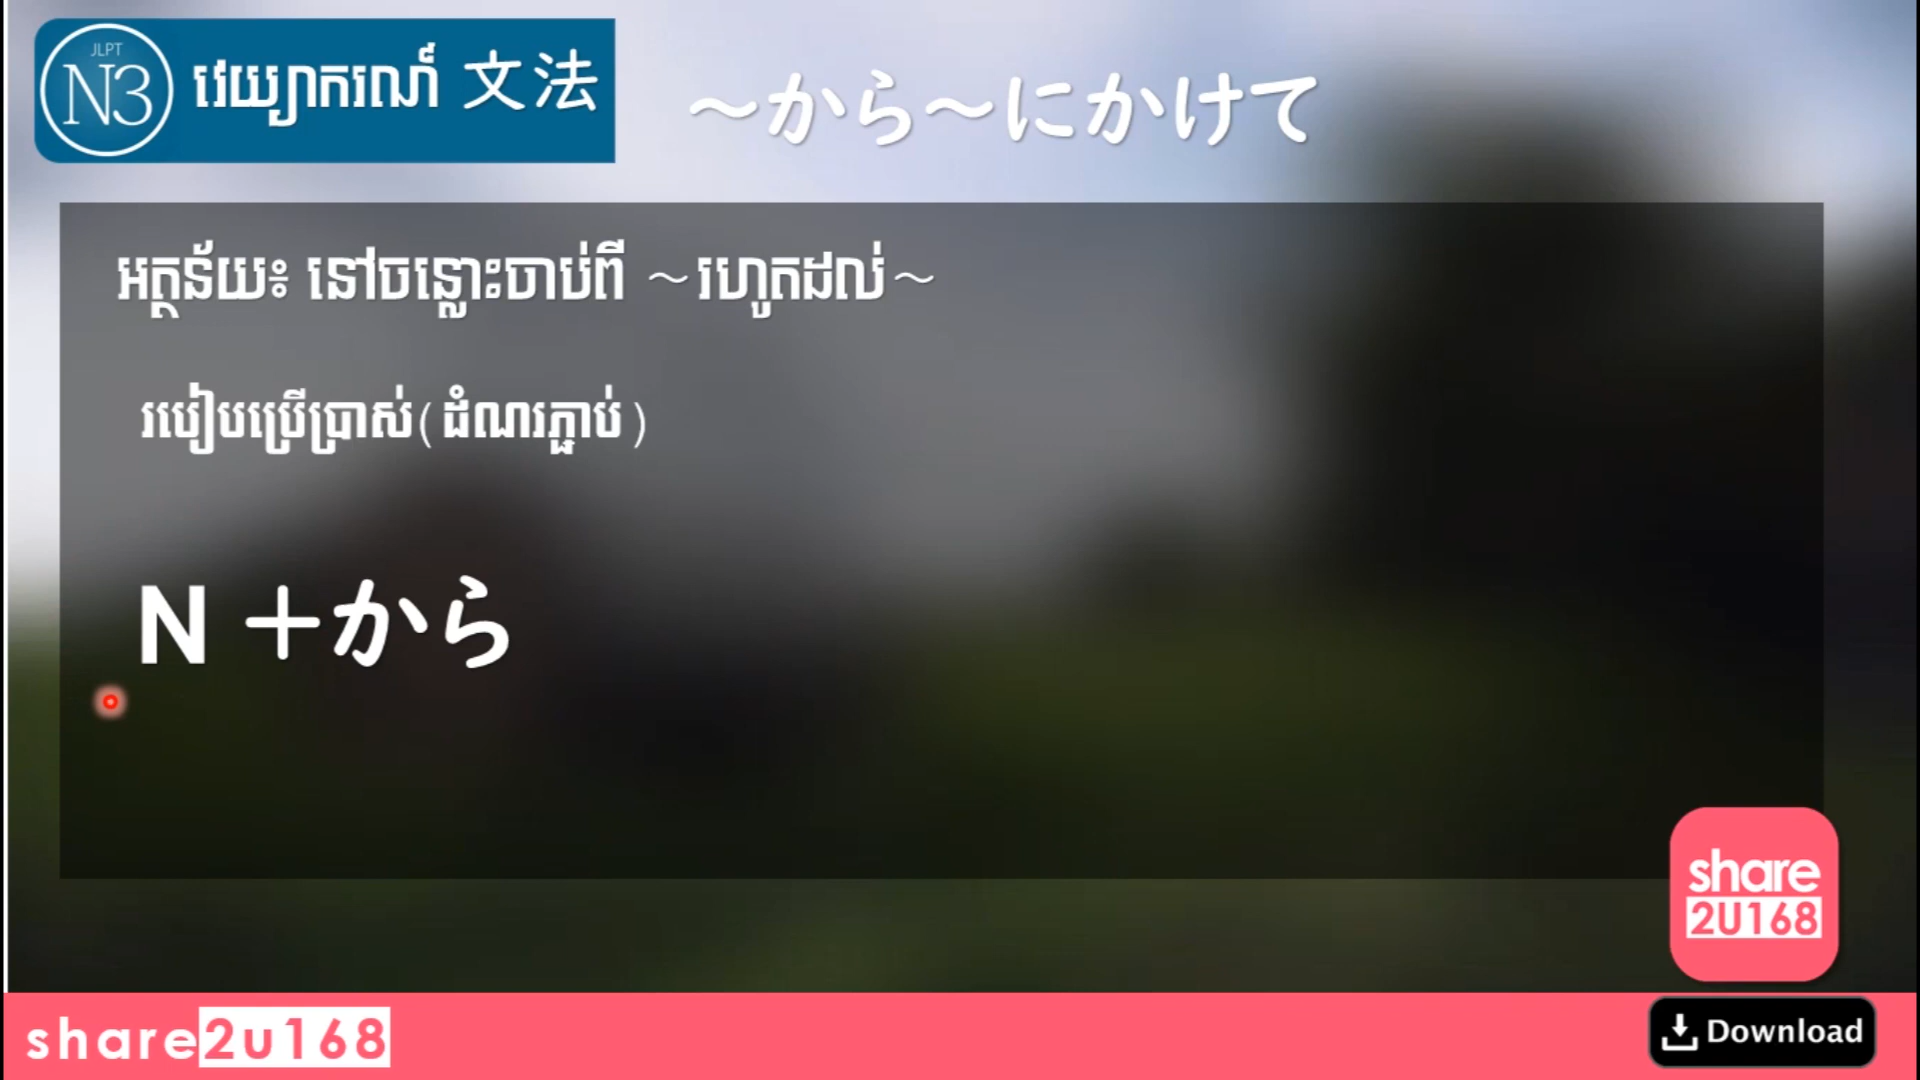 JLPT
N3
វេយ្យាករណ៍ 文法
～から～にかけて
អត្ថន័យ៖ នៅចន្លោះចាប់ពី ～រហូតដល់～
របៀបប្រើប្រាស់(ដំណរភ្ជាប់)
N ＋から
share
2U168
share2u168
Download